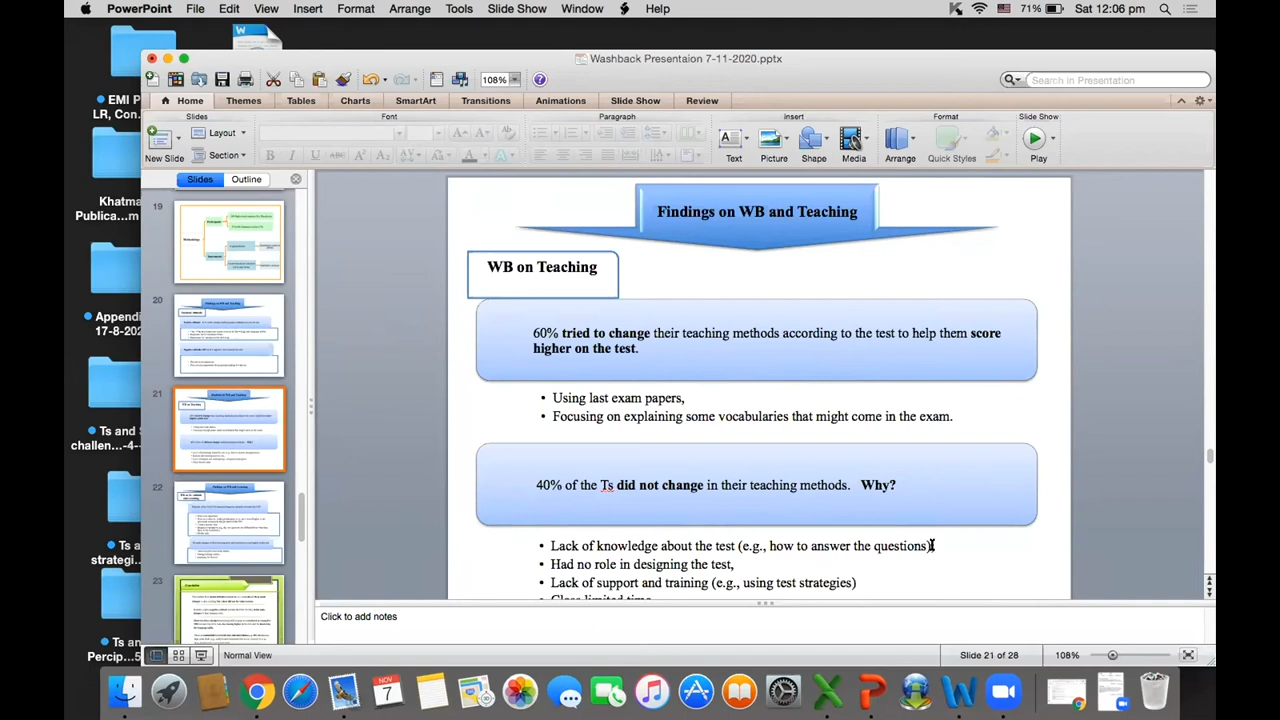 PowerPoint File Edit View Insert Format Arrange Tools Slide Show Window Help 71% Sat 12:06 pm
Washback Presentaion 7-11-2020.pptx
108% Search in Presentation
Home Themes Tables Charts SmartArt Transitions Animations Slide Show Review
Slides Font Paragraph Insert Format Slide Show
Layout
Section
New Slide Text Picture Shape Media Arrange Quick Styles Play
Slides Outline
EMI P
LR, Con.
Khatma
Publica...m
Appendi
17-8-202
Ts and S
challen...-4-
Ts a
strategi
Ts and
Percip...5
19
20
21
22
23
Findings on WB and Teaching
WB on Teaching
60% tried to change their teaching methods according to the test to help them score
higher on the test.
• Using last exam papers,
• Focusing on grammar or some vocabularies that might come in the exam.
40% of the Ts did not change in their teaching methods. Why?
• Lack of knowledge about the test (e.g., how to answer the questions),
• Had no role in designing the test,
• Lack of support and training (e.g., using test strategies)
Click to add notes
Normal View Slide 21 of 28 108%
NOV
7